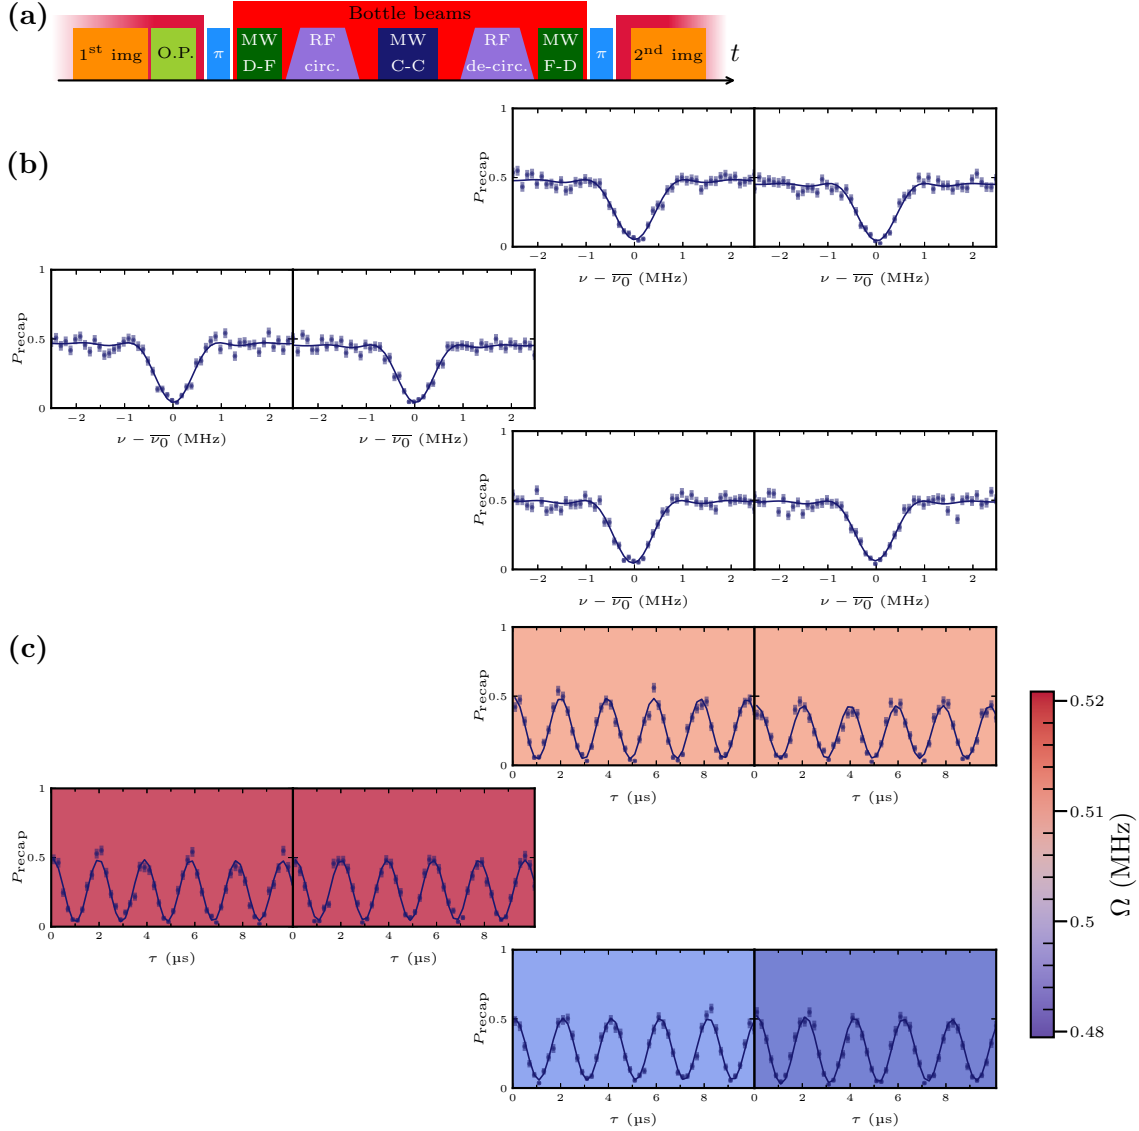 (a)
Bottle beams
1st img
O.P.
π
MW
D-F
RF
circ.
MW
C-C
RF
de-circ.
MW
F-D
π
2nd img
t
(b)
Precap
1
0.5
0
−2 −1 0 1 2 −2 −1 0 1 2
ν − ν0̅ (MHz) ν − ν0̅ (MHz)
Precap
1
0.5
0
−2 −1 0 1 2 −2 −1 0 1 2
ν − ν0̅ (MHz) ν − ν0̅ (MHz)
Precap
1
0.5
0
−2 −1 0 1 2 −2 −1 0 1 2
ν − ν0̅ (MHz) ν − ν0̅ (MHz)
(c)
Precap
1
0.5
0
0 2 4 6 8 0 2 4 6 8
τ (µs) τ (µs)
Precap
1
0.5
0
0 2 4 6 8 0 2 4 6 8
τ (µs) τ (µs)
Precap
1
0.5
0
0 2 4 6 8 0 2 4 6 8
τ (µs) τ (µs)
0.52
0.51
0.5
0.48
Ω (MHz)